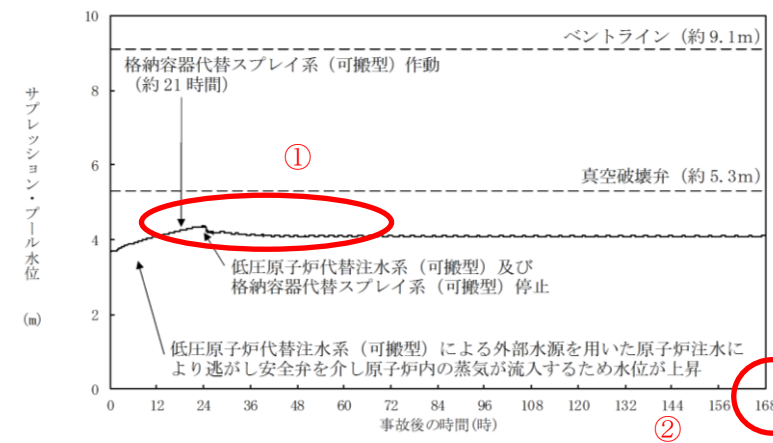 10
ベントライン（約 9.1m）
格納容器代替スプレイ系（可搬型）作動
（約 21 時間）
8
①
6
真空破壊弁（約 5.3m）
サプレッション・プール水位
(m)
4
低圧原子炉代替注水系（可搬型）及び
格納容器代替スプレイ系（可搬型）停止
2
低圧原子炉代替注水系（可搬型）による外部水源を用いた原子炉注水に
より逃がし安全弁を介し原子炉内の蒸気が流入するため水位が上昇
0
0 12 24 36 48 60 72 84 96 108 120 132 144 156 168
事故後の時間(時)
②